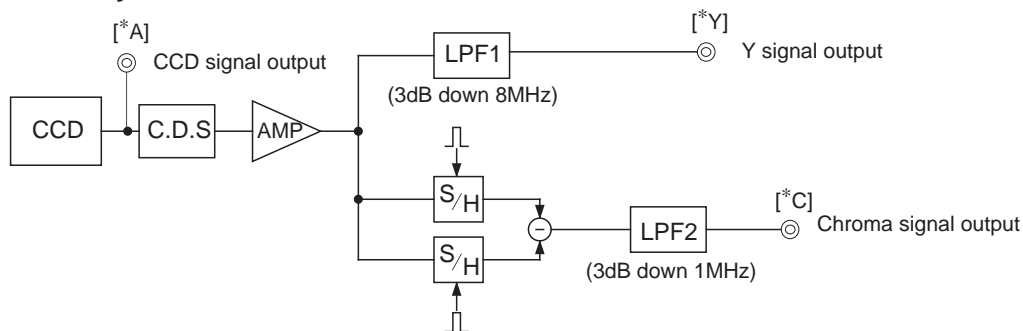 [*A]
CCD signal output
[*Y]
Y signal output
LPF1
(3dB down 8MHz)
CCD
C.D.S
AMP
S/H
S/H
−
LPF2
(3dB down 1MHz)
[*C]
Chroma signal output